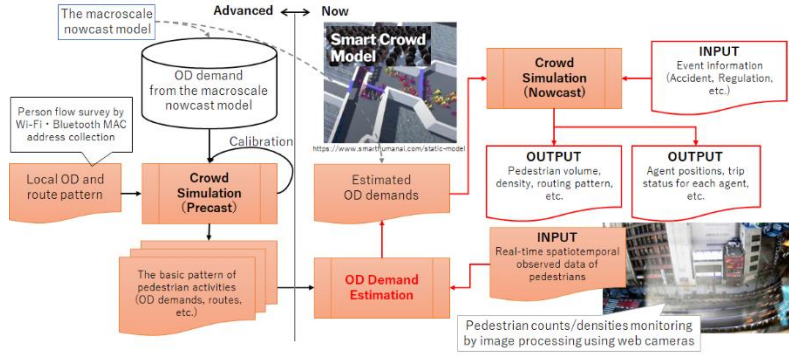 The macroscale
nowcast model
Advanced
Now
OD demand
from the macroscale
nowcast model
Person flow survey by
Wi-Fi・Bluetooth MAC
address collection
Calibration
Local OD and
route pattern
Crowd
Simulation
(Precast)
The basic pattern of
pedestrian activities
(OD demands, routes,
etc.)
Smart Crowd
Model
https://www.smarthumanai.com/static-model
Estimated
OD demands
OD Demand
Estimation
Crowd
Simulation
(Nowcast)
INPUT
Event information
(Accident, Regulation,
etc.)
OUTPUT
Pedestrian volume,
density, routing pattern,
etc.
OUTPUT
Agent positions, trip
status for each agent,
etc.
INPUT
Real-time spatiotemporal
observed data of
pedestrians
Pedestrian counts/densities monitoring
by image processing using web cameras